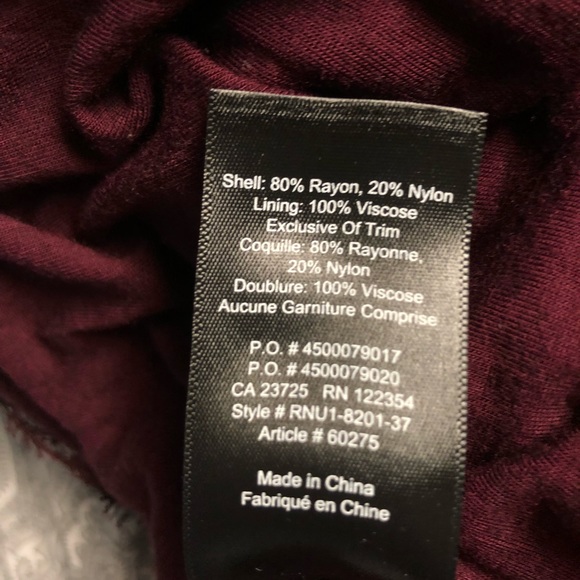 Shell: 80% Rayon, 20% Nylon
Lining: 100% Viscose
Exclusive Of Trim
Coquille: 80% Rayonne,
20% Nylon
Doublure: 100% Viscose
Aucune Garniture Comprise
P.O. # 4500079017
P.O. # 4500079020
CA 23725 RN 122354
Style # RNU1-8201-37
Article # 60275
Made in China
Fabriqué en Chine